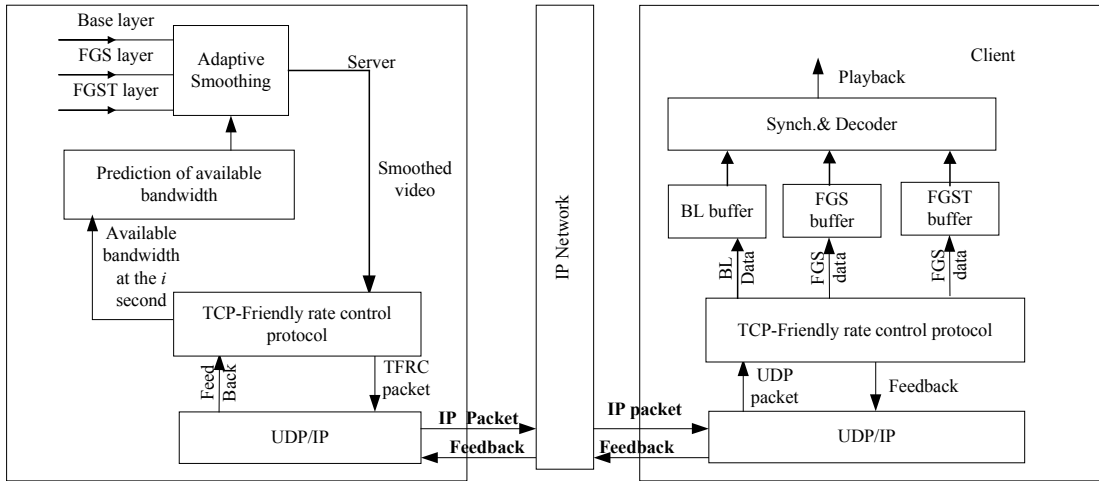 Base layer
FGS layer
FGST layer
Adaptive
Smoothing
Server
Prediction of available
bandwidth
Smoothed
video
Available
bandwidth
at the i
second
TCP-Friendly rate control
protocol
Feed
Back
TFRC
packet
UDP/IP
IP Packet
Feedback
IP Network
IP packet
Feedback
Client
Playback
Synch.& Decoder
BL buffer
FGS
buffer
FGST
buffer
BL
Data
FGS
data
FGS
data
TCP-Friendly rate control protocol
UDP
packet
Feedback
UDP/IP